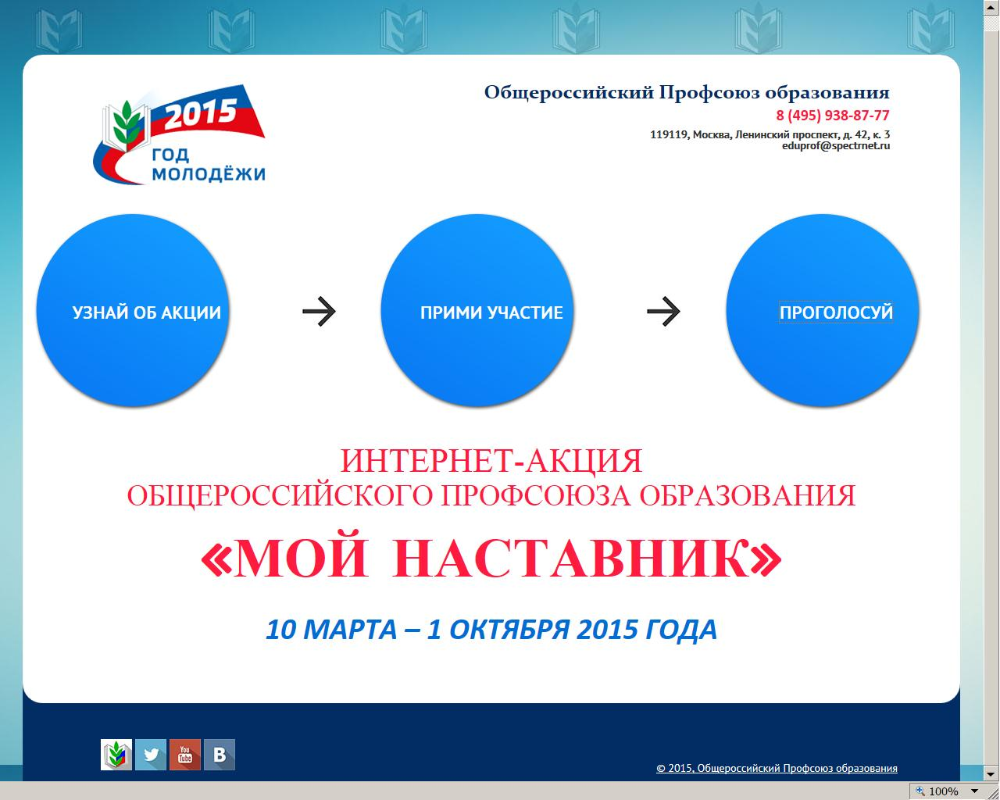 2015
ГОД
МОЛОДЁЖИ
Общероссийский Профсоюз образования
8 (495) 938-87-77
119119, Москва, Ленинский проспект, д. 42, к. 3
eduprof@spectrnet.ru
УЗНАЙ ОБ АКЦИИ
ПРИМИ УЧАСТИЕ
ПРОГОЛОСУЙ
ИНТЕРНЕТ-АКЦИЯ
ОБЩЕРОССИЙСКОГО ПРОФСОЮЗА ОБРАЗОВАНИЯ
«МОЙ НАСТАВНИК»
10 МАРТА – 1 ОКТЯБРЯ 2015 ГОДА
You
Tube
В
© 2015, Общероссийский Профсоюз образования
100%